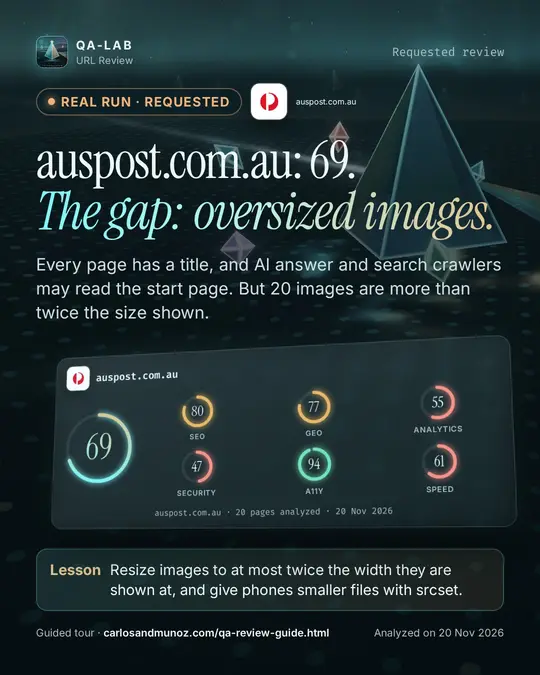 QA-LAB
URL Review
Requested review
REAL RUN · REQUESTED
auspost.com.au
auspost.com.au: 69.
The gap: oversized images.
Every page has a title, and AI answer and search crawlers
may read the start page. But 20 images are more than
twice the size shown.
auspost.com.au
69
80
SEO
77
GEO
55
ANALYTICS
47
SECURITY
94
A11Y
61
SPEED
auspost.com.au · 20 pages analyzed · 20 Nov 2026
Lesson Resize images to at most twice the width they are
shown at, and give phones smaller files with srcset.
Guided tour · carlosandmunoz.com/qa-review-guide.html
Analyzed on 20 Nov 2026